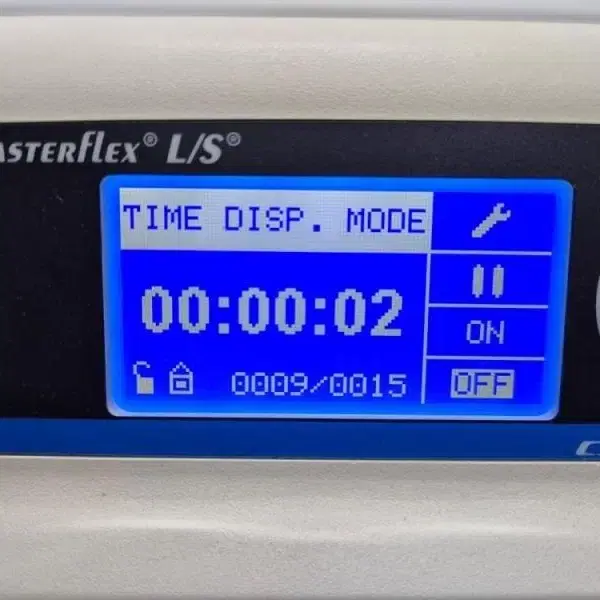 ASTERFLEX® L/S®
TIME DISP. MODE
00:00:02
ON
0009/0015
OFF